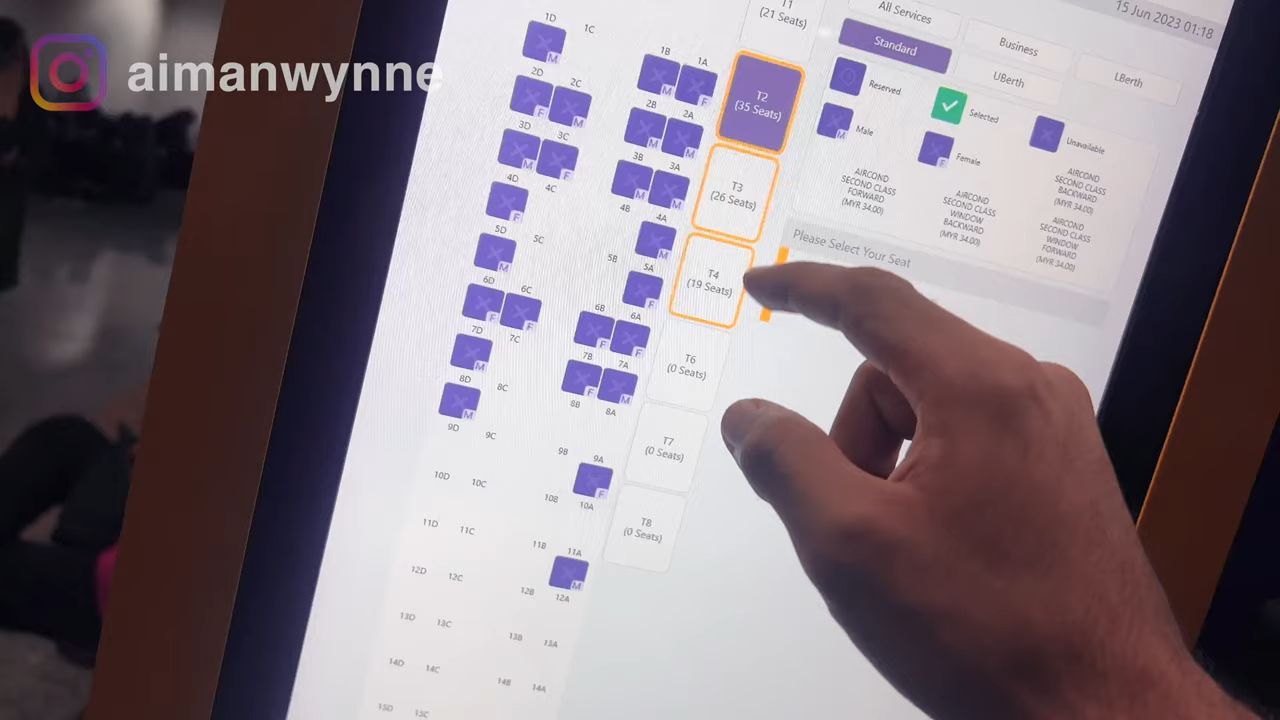 aimanwynne
15 Jun 2023 01:18
T1
(21 Seats)
T2
(35 Seats)
T3
(26 Seats)
T4
(19 Seats)
T6
(0 Seats)
T7
(0 Seats)
T8
(0 Seats)
All Services
Standard
Business
UBerth
LBerth
Reserved
Selected
Unavailable
Male
Female
AIRCOND
SECOND CLASS
FORWARD
(MYR 34.00)
AIRCOND
SECOND CLASS
WINDOW
BACKWARD
(MYR 34.00)
AIRCOND
SECOND CLASS
BACKWARD
(MYR 34.00)
AIRCOND
SECOND CLASS
WINDOW
FORWARD
(MYR 34.00)
Please Select Your Seat
1D 1C 1B 1A
M M F
2D 2C 2B 2A
F M M M
3D 3C 3B 3A
M F M M
4D 4C 4B 4A
F M
5D 5C 5B 5A
M F
6D 6C 6B 6A
F F F F
7D 7C 7B 7A
M F M
8D 8C 8B 8A
M
9D 9C 9B 9A
F
10D 10C 10B 10A
11D 11C 11B 11A
M
12D 12C 12B 12A
13D 13C 13B 13A
14D 14C 14B 14A
15D 15C